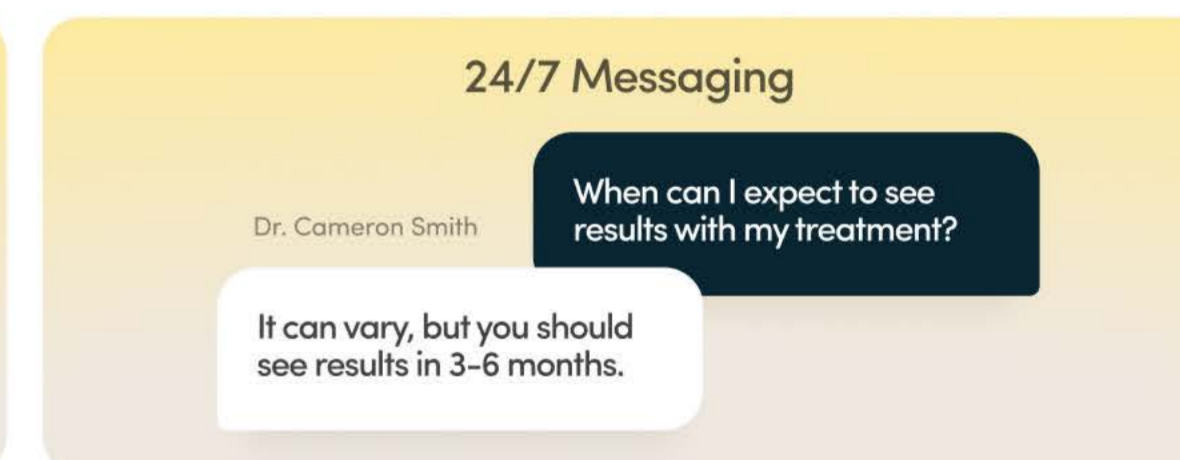 24/7 Messaging
When can I expect to see
results with my treatment?
Dr. Cameron Smith
It can vary, but you should
see results in 3-6 months.